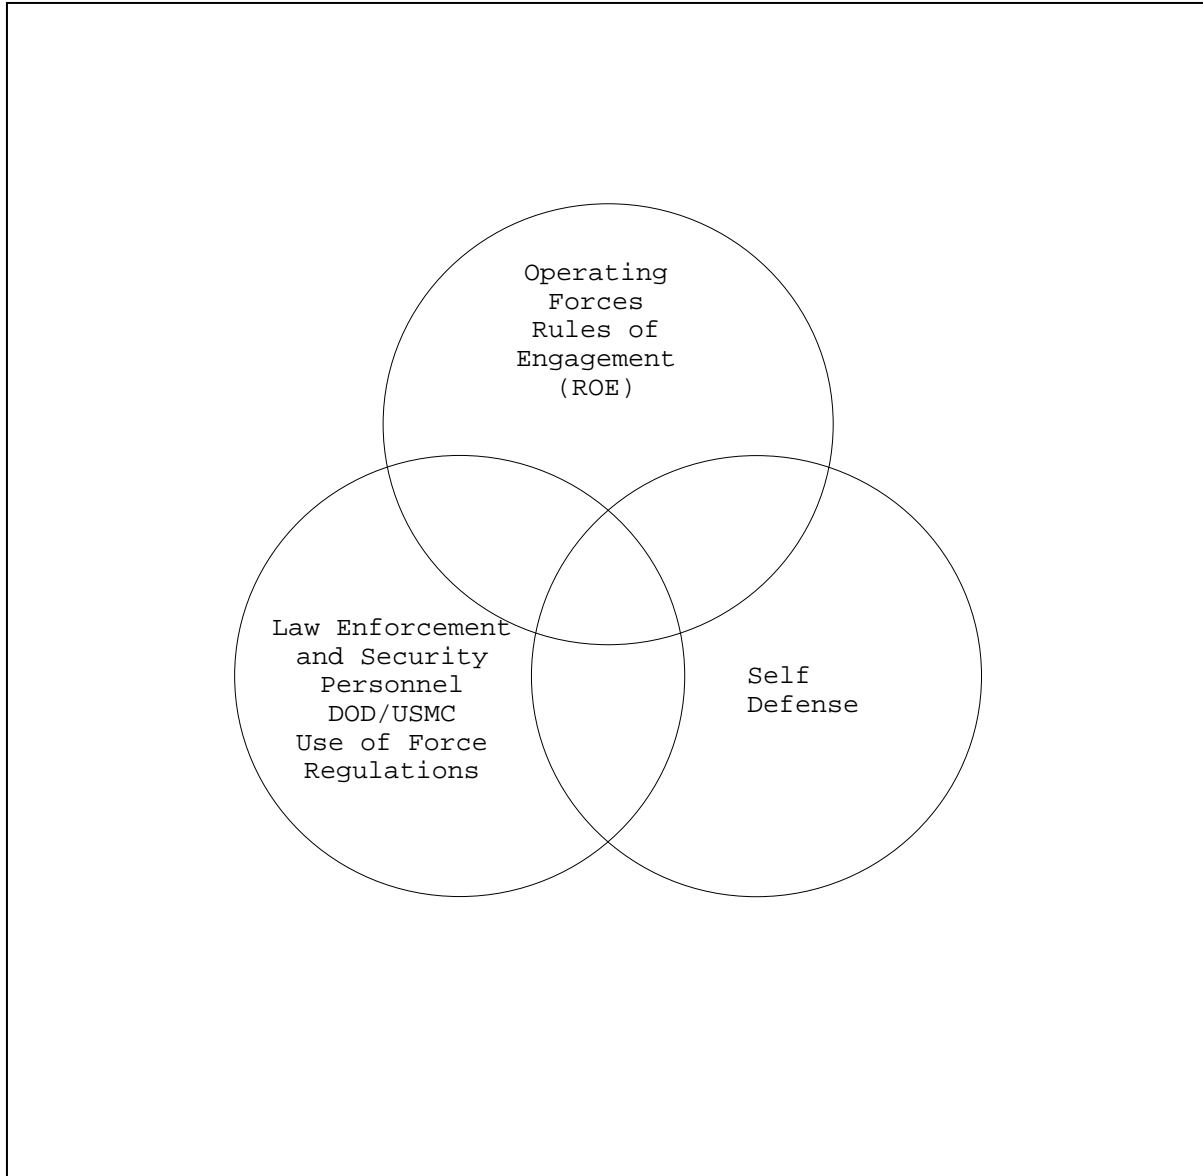 Operating
Forces
Rules of
Engagement
(ROE)
Law Enforcement
and Security
Personnel
DOD/USMC
Use of Force
Regulations
Self
Defense